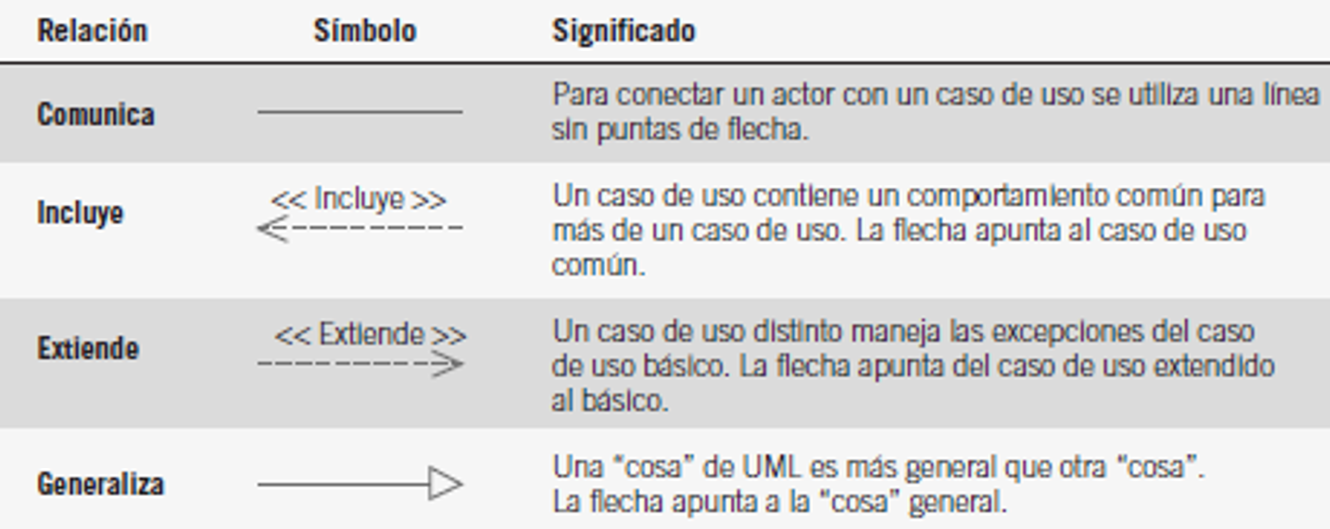 Relación Símbolo Significado
Comunica
Para conectar un actor con un caso de uso se utiliza una línea
sin puntas de flecha.
Incluye
<< Incluye >>
Un caso de uso contiene un comportamiento común para
más de un caso de uso. La flecha apunta al caso de uso
común.
Extiende
<< Extiende >>
Un caso de uso distinto maneja las excepciones del caso
de uso básico. La flecha apunta del caso de uso extendido
al básico.
Generaliza
Una “cosa” de UML es más general que otra “cosa”.
La flecha apunta a la “cosa” general.